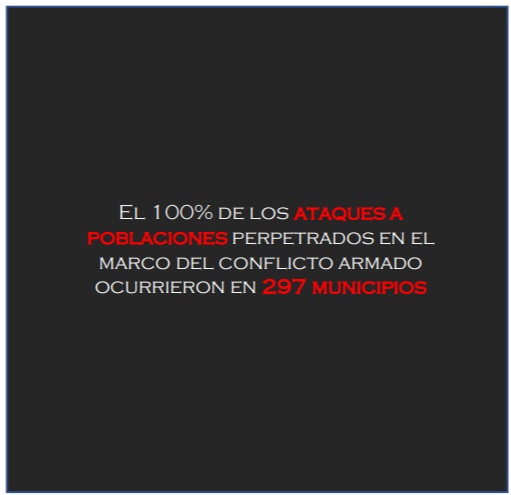 El 100% de los ataques a
poblaciones perpetrados en el
marco del conflicto armado
ocurrieron en 297 municipios